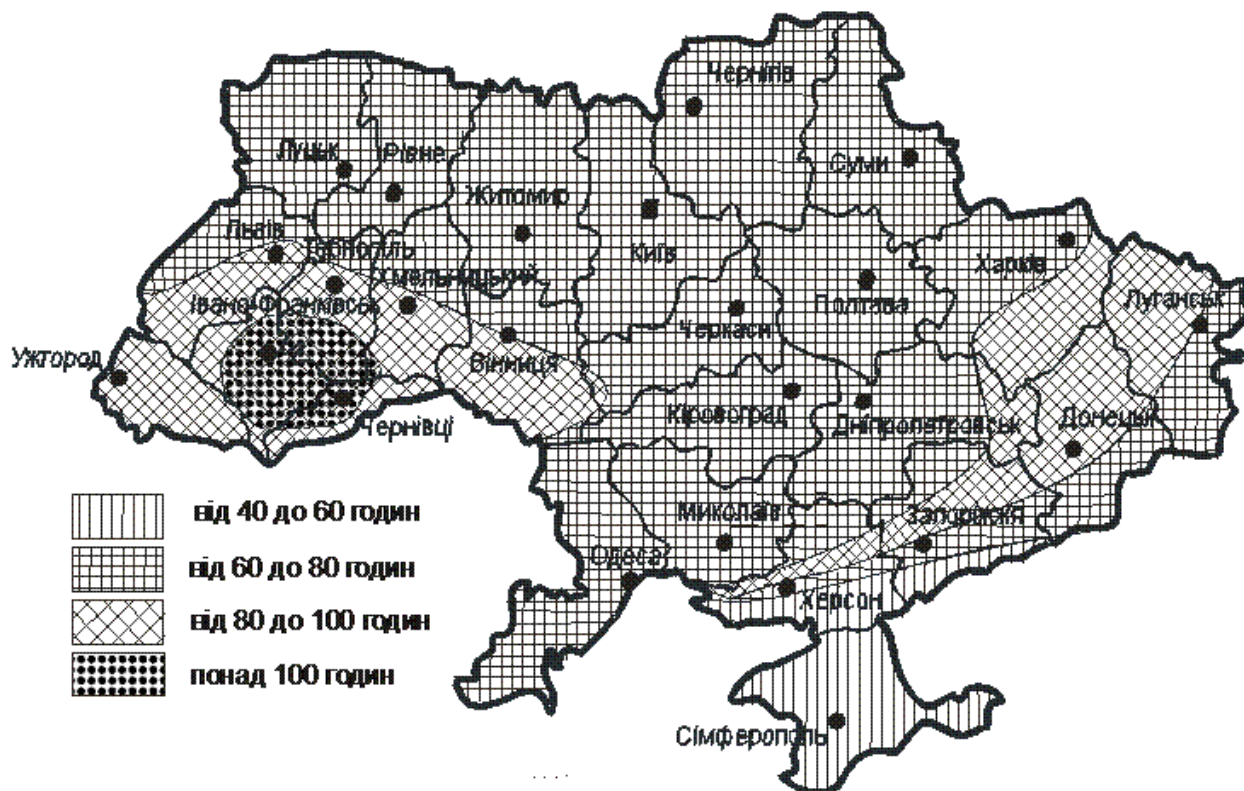 Чернігів
Луцьк
Рівне
Суми
Житомир
Львів
Тернопіль
Київ
Харків
Хмельницький
Івано-Франківськ
Полтава
Луганськ
Черкаси
Ужгород
Вінниця
Кіровоград
Чернівці
Дніпропетровськ
Донецьк
від 40 до 60 годин
Миколаїв
Запоріжжя
від 60 до 80 годин
Одеса
Херсон
від 80 до 100 годин
понад 100 годин
Сімферополь